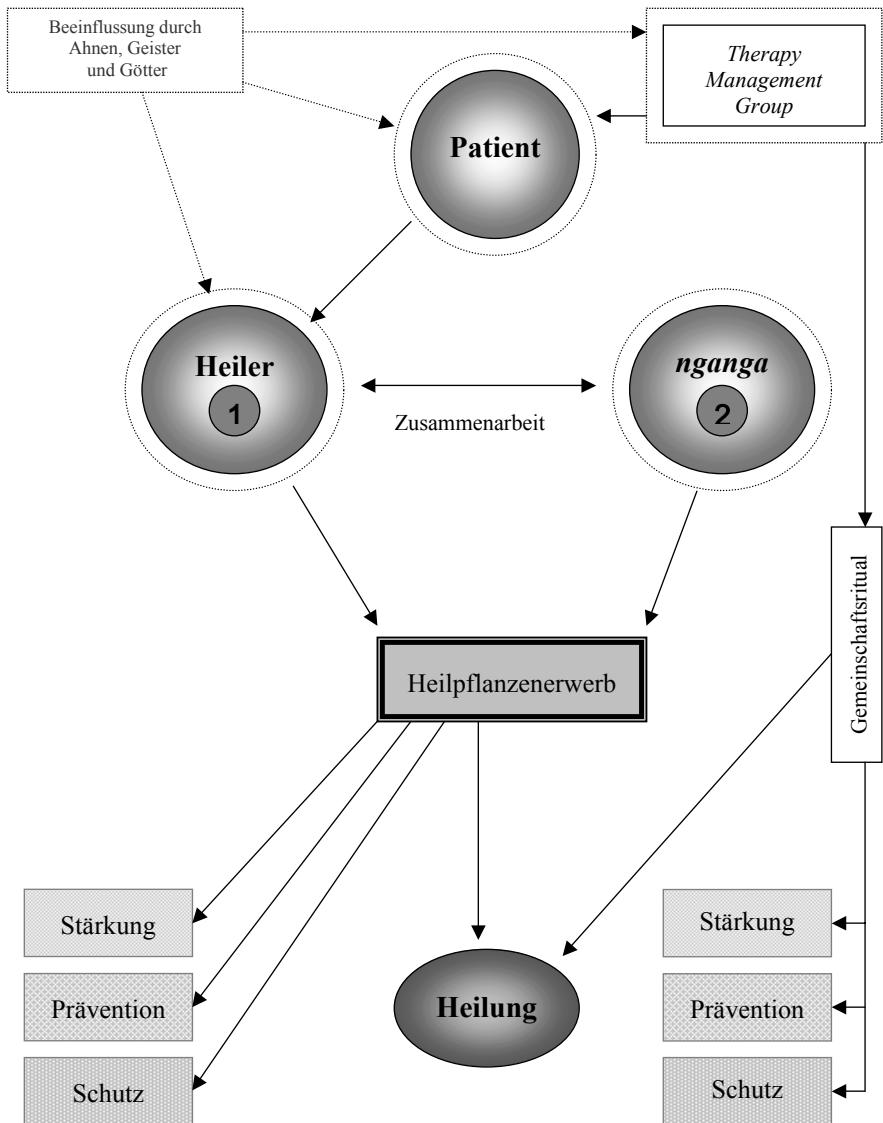 Beeinflussung durch
Ahnen, Geister
und Götter
Therapy
Management
Group
Patient
Heiler
1
nganga
2
Zusammenarbeit
Gemeinschaftsritual
Heilpflanzenerwerb
Stärkung
Prävention
Schutz
Heilung
Stärkung
Prävention
Schutz